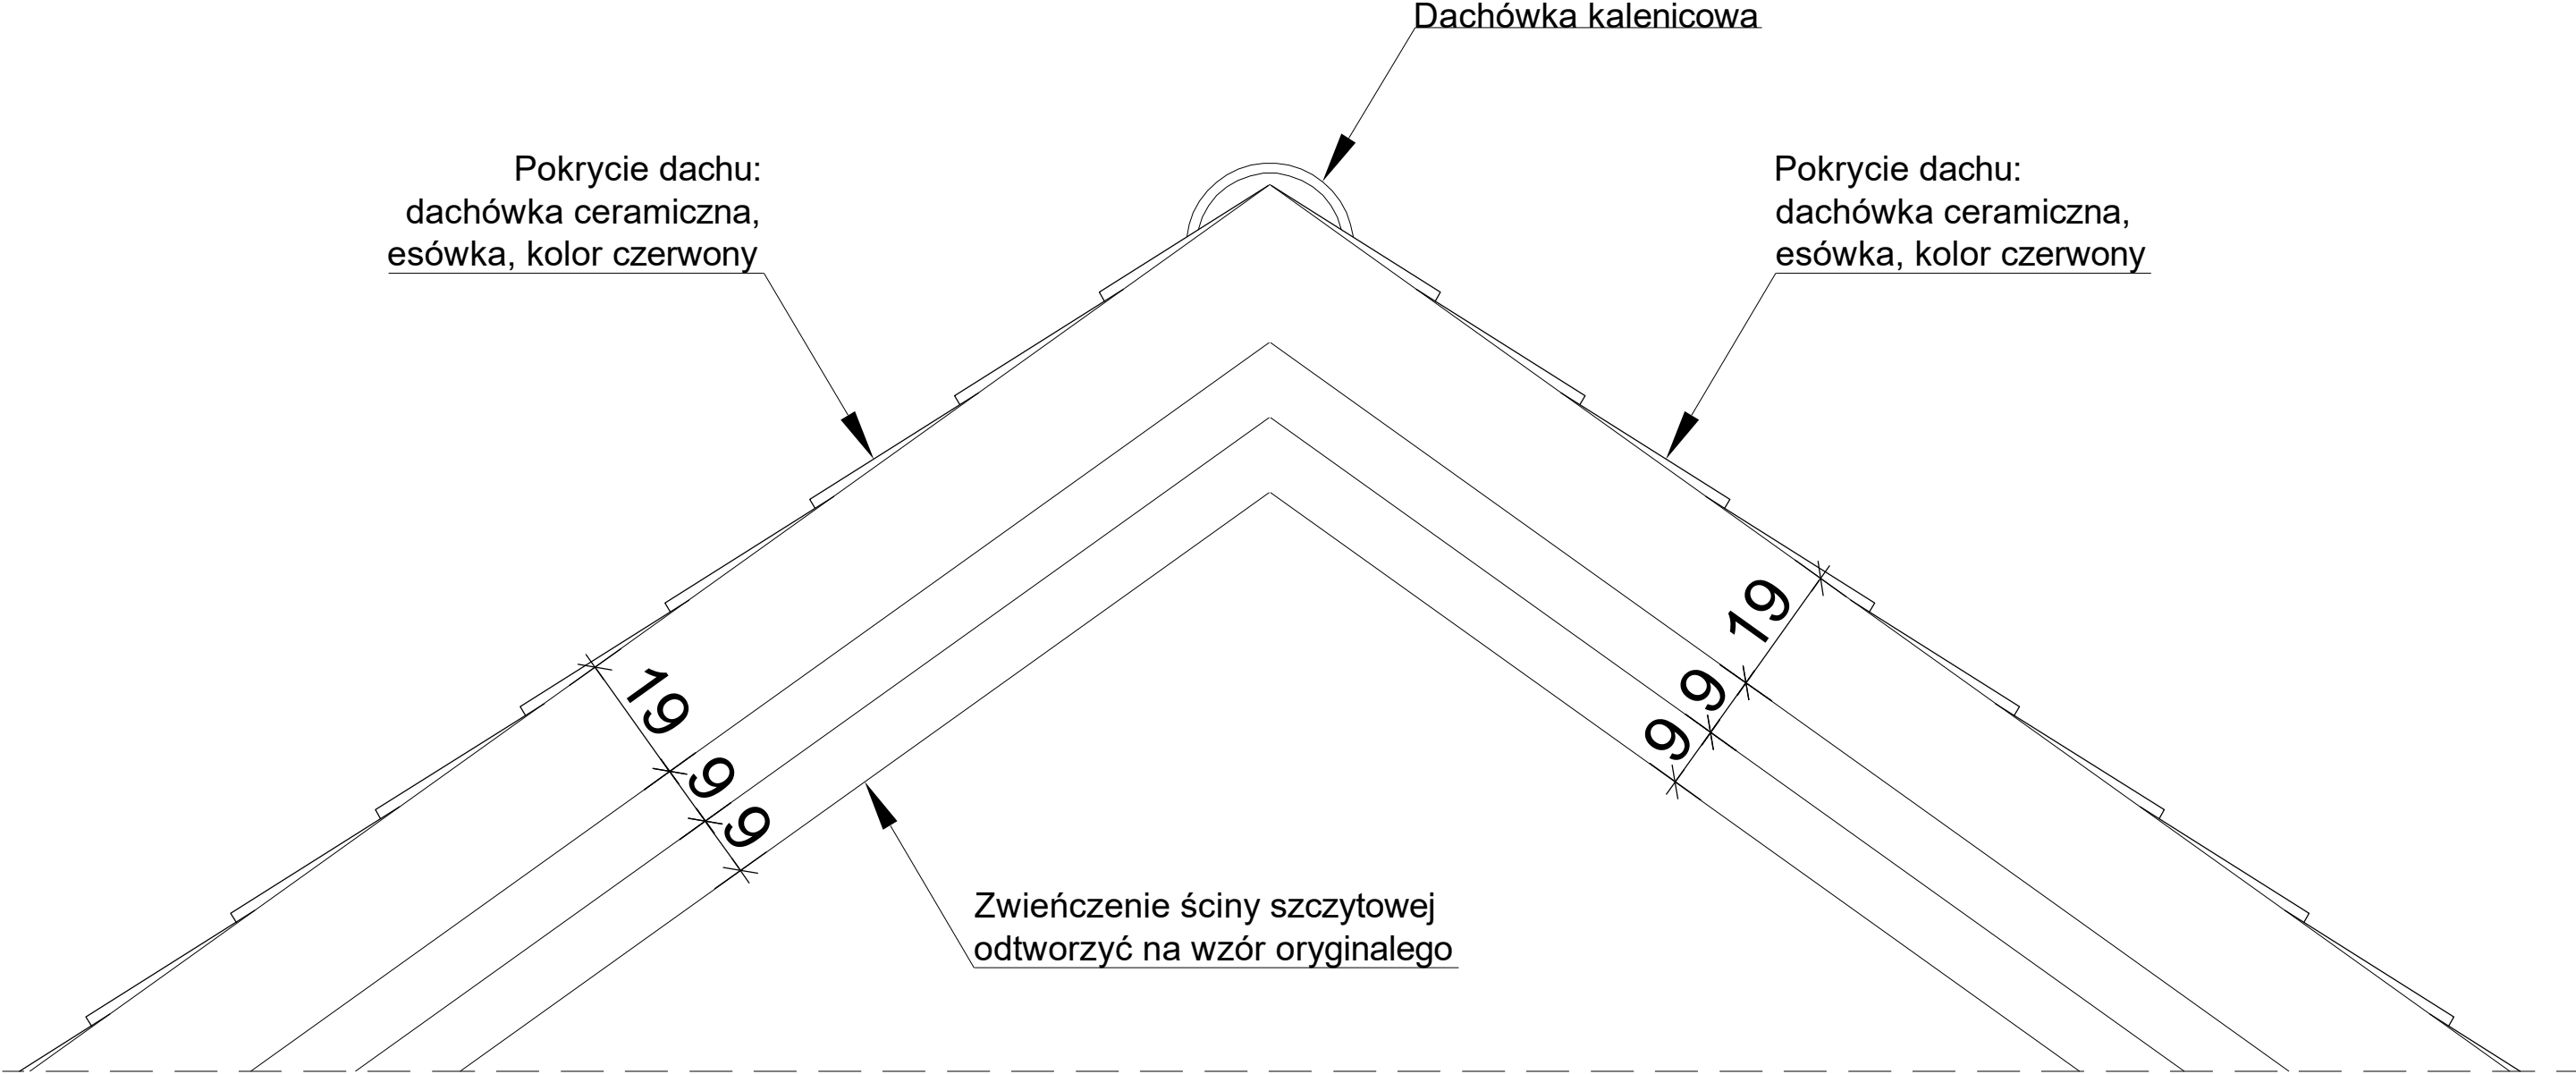 Dachówka kalenicowa
Pokrycie dachu:
dachówka ceramiczna,
esówka, kolor czerwony
Pokrycie dachu:
dachówka ceramiczna,
esówka, kolor czerwony
19
9
9
19
9
9
Zwieńczenie ściny szczytowej
odtworzyć na wzór oryginalego